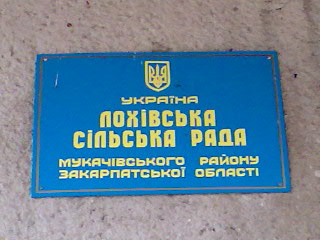 УКРАЇНА
ЛОХІВСЬКА
СІЛЬСЬКА РАДА
МУКАЧІВСЬКОГО РАЙОНУ
ЗАКАРПАТСЬКОЇ ОБЛАСТІ